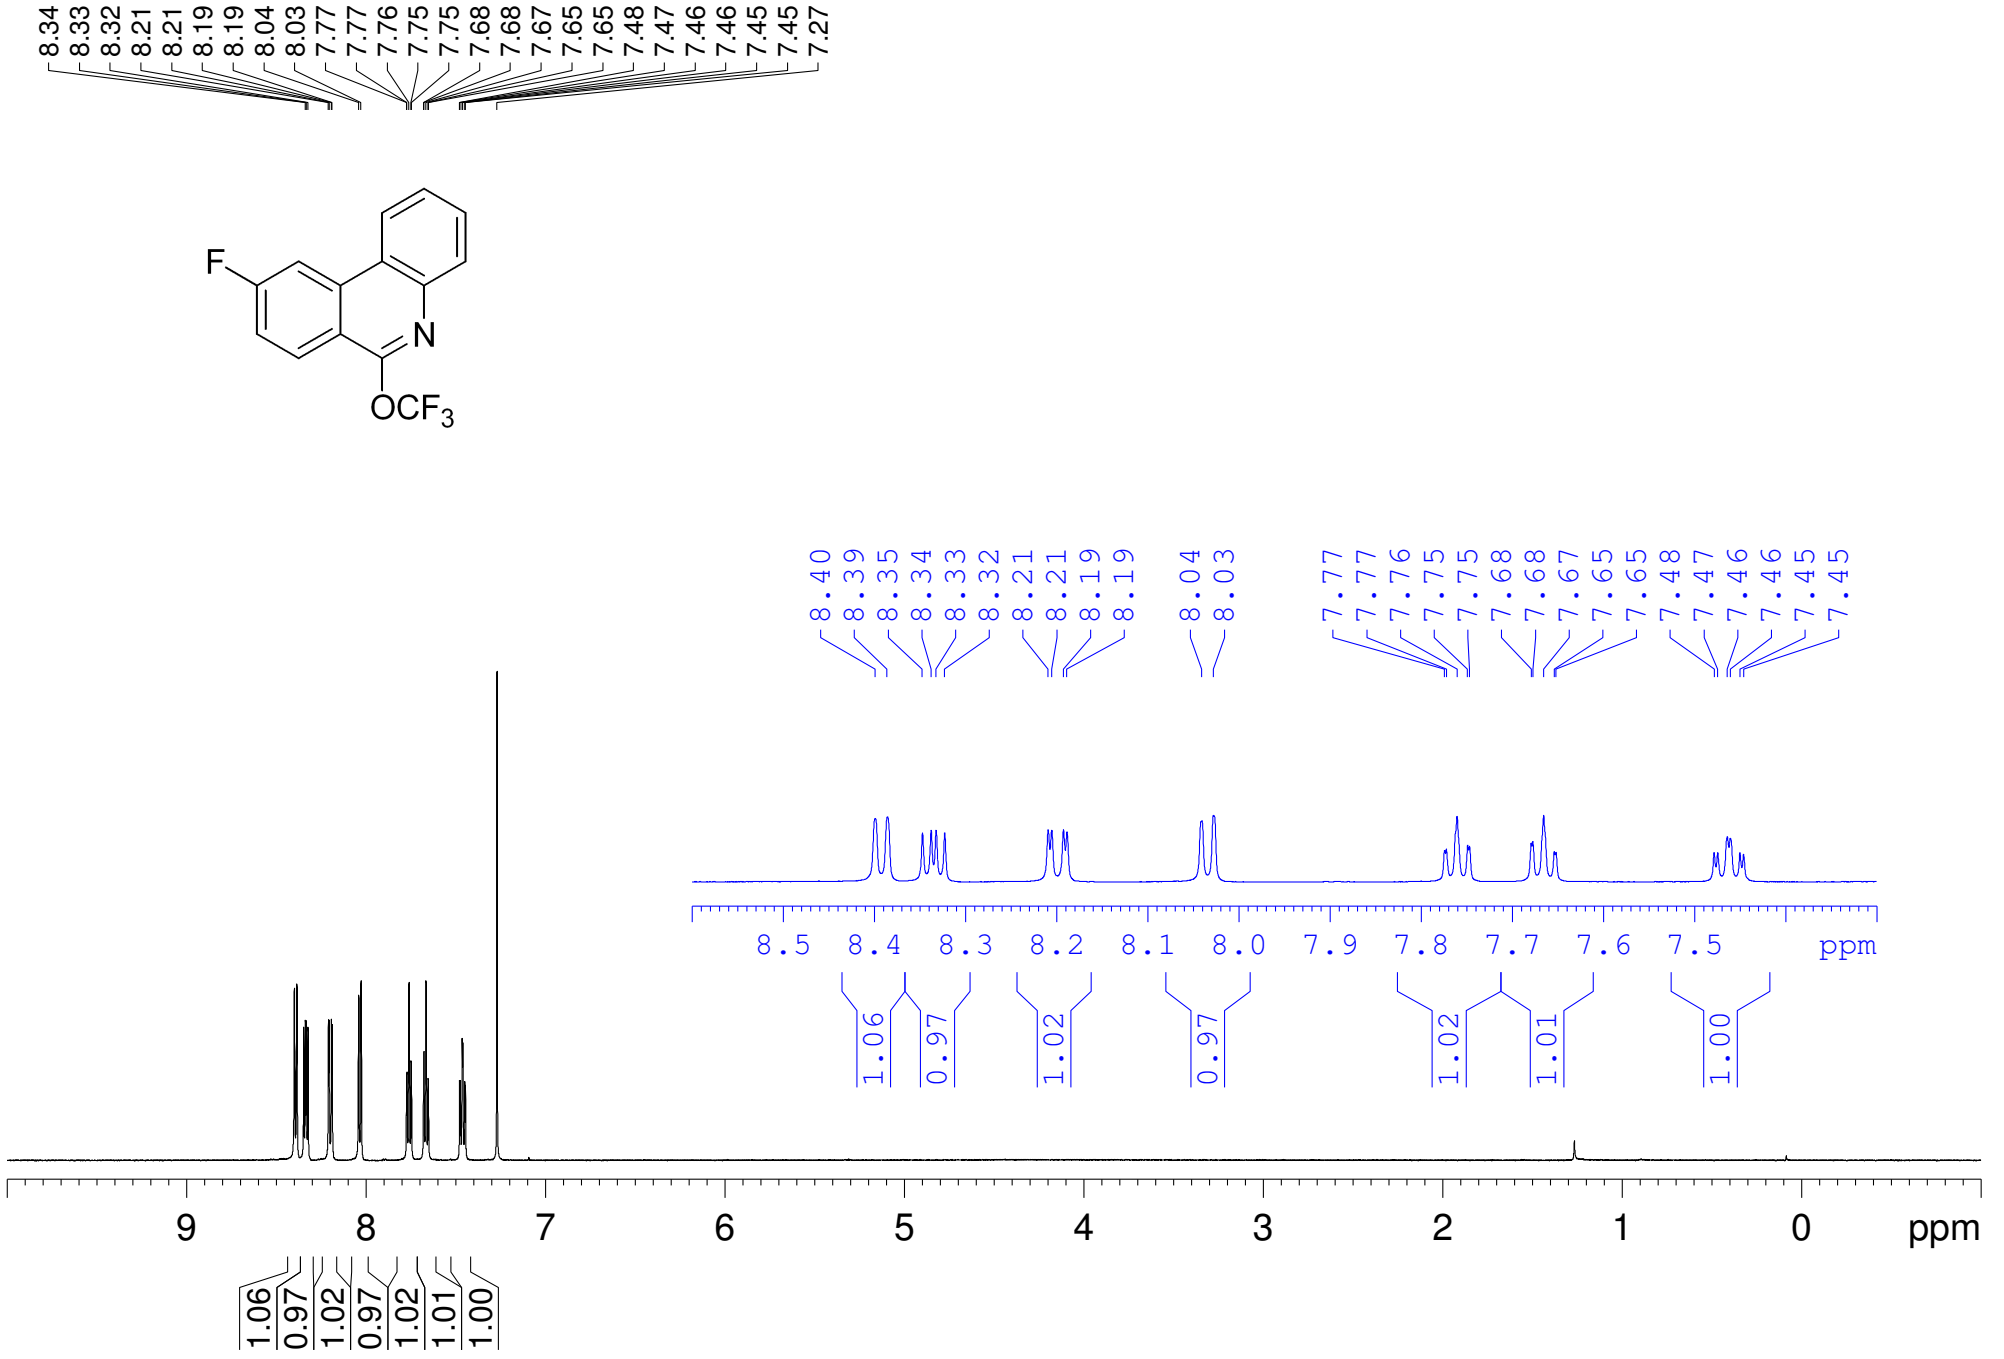 8.34 8.33 8.32 8.21 8.21 8.19 8.19 8.04 8.03 7.77 7.77 7.76 7.75 7.75 7.68 7.68 7.67 7.65 7.65 7.48 7.47 7.46 7.46 7.45 7.45 7.27
F
N
OCF3
8.40 8.39 8.35 8.34 8.33 8.32 8.21 8.21 8.19 8.19 8.04 8.03 7.77 7.77 7.76 7.75 7.75 7.68 7.68 7.67 7.65 7.65 7.48 7.47 7.46 7.46 7.45 7.45
8.5 8.4 8.3 8.2 8.1 8.0 7.9 7.8 7.7 7.6 7.5 ppm
1.06 0.97 1.02 0.97 1.02 1.01 1.00
9 8 7 6 5 4 3 2 1 0 ppm
1.06 0.97 1.02 0.97 1.02 1.01 1.00